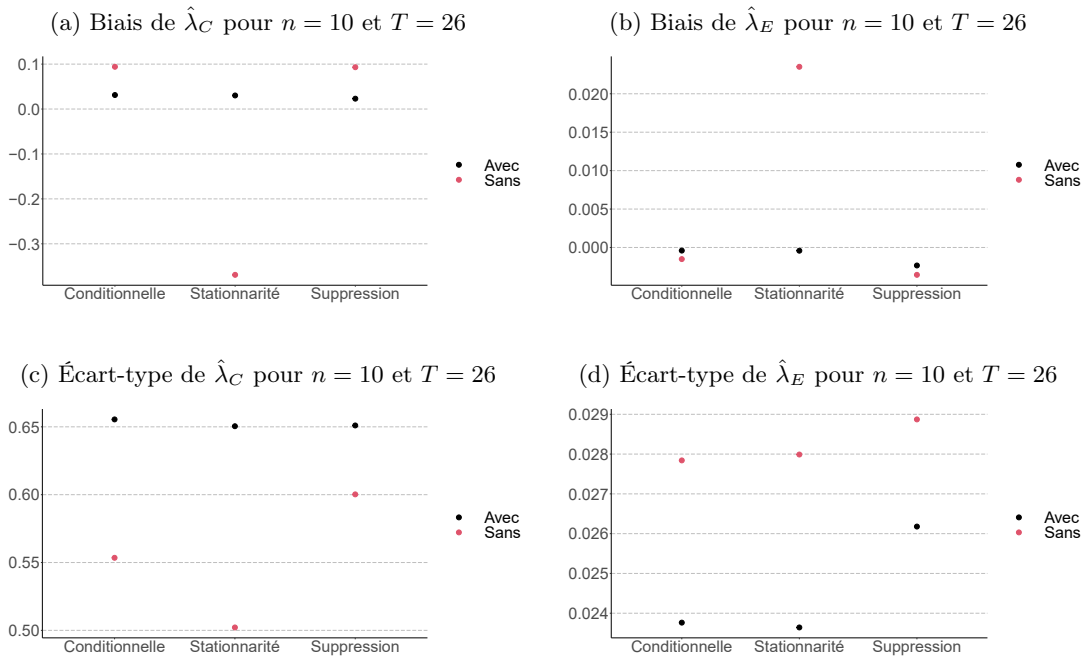 (a) Biais de λ̂_C pour n = 10 et T = 26
0.1
0.0
−0.1
−0.2
−0.3
Conditionnelle Stationnarité Suppression
Avec
Sans
(b) Biais de λ̂_E pour n = 10 et T = 26
0.020
0.015
0.010
0.005
0.000
Conditionnelle Stationnarité Suppression
Avec
Sans
(c) Écart-type de λ̂_C pour n = 10 et T = 26
0.65
0.60
0.55
0.50
Conditionnelle Stationnarité Suppression
Avec
Sans
(d) Écart-type de λ̂_E pour n = 10 et T = 26
0.029
0.028
0.027
0.026
0.025
0.024
Conditionnelle Stationnarité Suppression
Avec
Sans